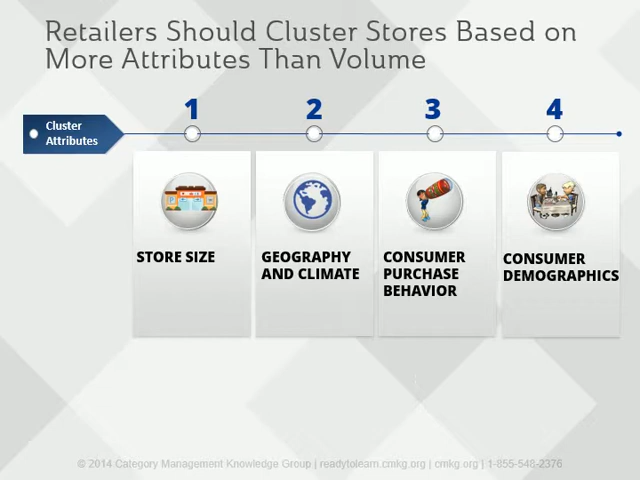 Retailers Should Cluster Stores Based on
More Attributes Than Volume
Cluster
Attributes
1
2
3
4
STORE SIZE
GEOGRAPHY
AND CLIMATE
CONSUMER
PURCHASE
BEHAVIOR
CONSUMER
DEMOGRAPHICS
© 2014 Category Management Knowledge Group | readytolearn.cmkg.org | cmkg.org | 1-855-548-2376